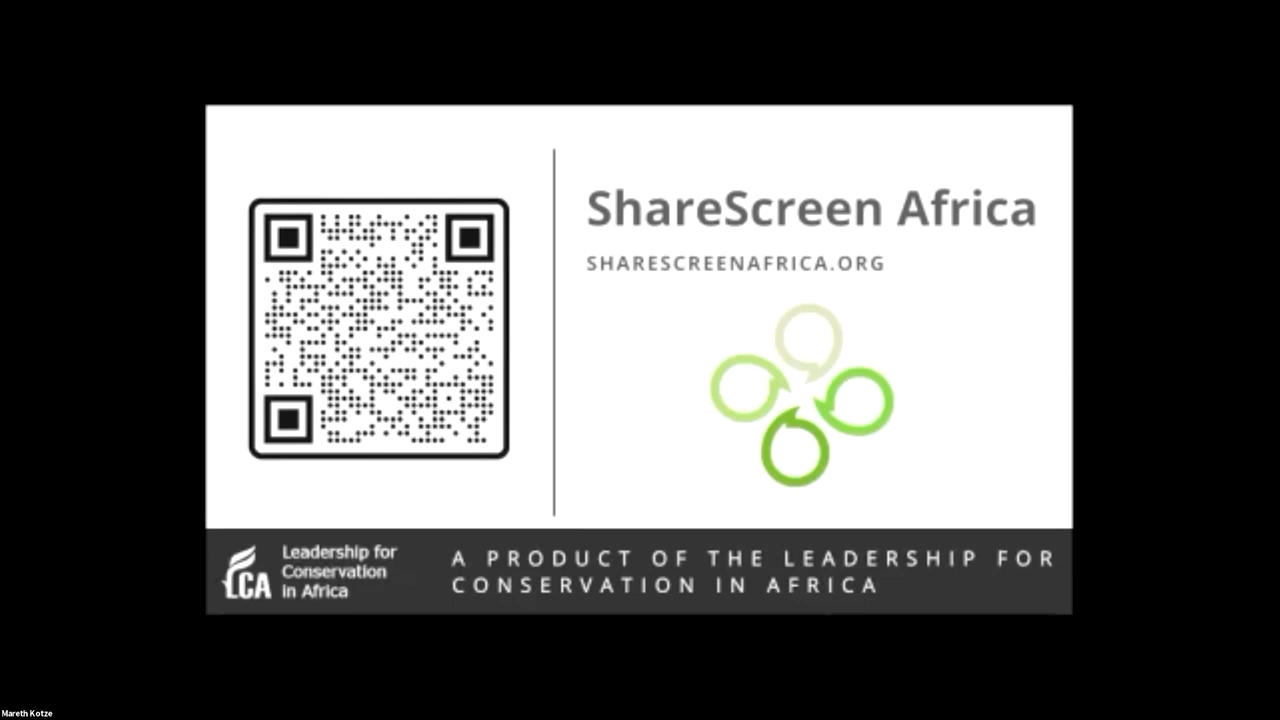 ShareScreen Africa
SHARESCREENAFRICA.ORG
LCA
Leadership for
Conservation
in Africa
A PRODUCT OF THE LEADERSHIP FOR
CONSERVATION IN AFRICA
Mareth Kotze